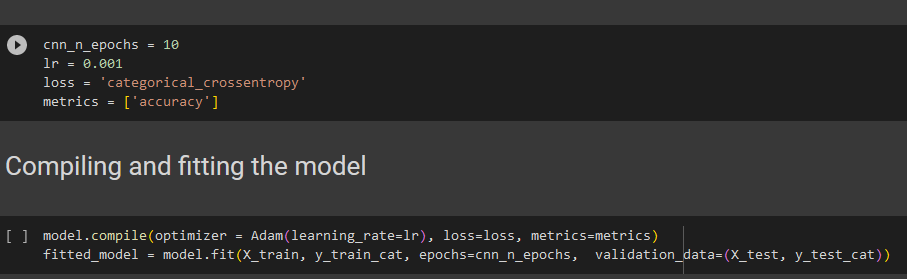 cnn_n_epochs = 10
lr = 0.001
loss = 'categorical_crossentropy'
metrics = ['accuracy']
Compiling and fitting the model
[ ] model.compile(optimizer = Adam(learning_rate=lr), loss=loss, metrics=metrics)
fitted_model = model.fit(X_train, y_train_cat, epochs=cnn_n_epochs,  validation_data=(X_test, y_test_cat))